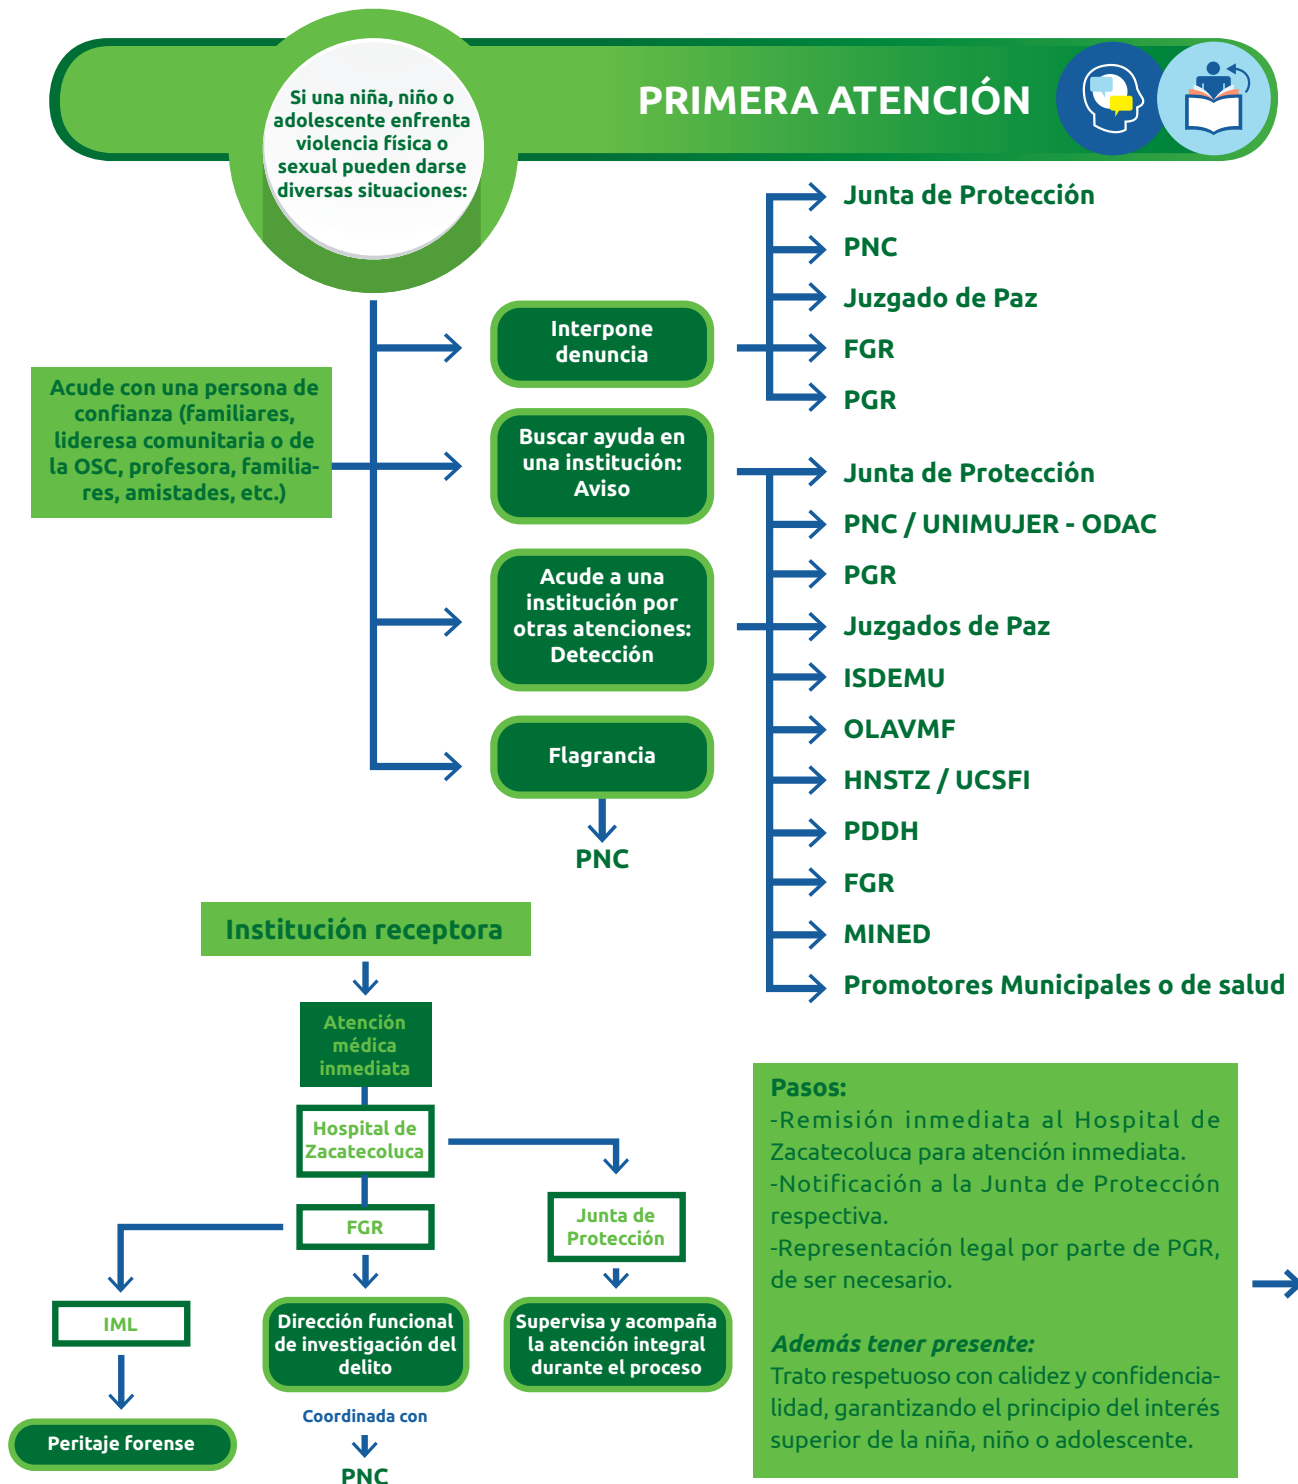 Si una niña, niño o
adolescente enfrenta
violencia física o
sexual pueden darse
diversas situaciones:
PRIMERA ATENCIÓN
Acude con una persona de
confianza (familiares,
lideresa comunitaria o de
la OSC, profesora, familia-
res, amistades, etc.)
Interpone
denuncia
Junta de Protección
PNC
Juzgado de Paz
FGR
PGR
Buscar ayuda en
una institución:
Aviso
Acude a una
institución por
otras atenciones:
Detección
Junta de Protección
PNC / UNIMUJER - ODAC
PGR
Juzgados de Paz
ISDEMU
OLAVMF
HNSTZ / UCSFI
PDDH
FGR
MINED
Promotores Municipales o de salud
Flagrancia
PNC
Institución receptora
Atención
médica
inmediata
Hospital de
Zacatecoluca
FGR
Junta de
Protección
IML
Dirección funcional
de investigación del
delito
Supervisa y acompaña
la atención integral
durante el proceso
Peritaje forense
Coordinada con
PNC
Pasos:
-Remisión inmediata al Hospital de
Zacatecoluca para atención inmediata.
-Notificación a la Junta de Protección
respectiva.
-Representación legal por parte de PGR,
de ser necesario.
Además tener presente:
Trato respetuoso con calidez y confidencia-
lidad, garantizando el principio del interés
superior de la niña, niño o adolescente.